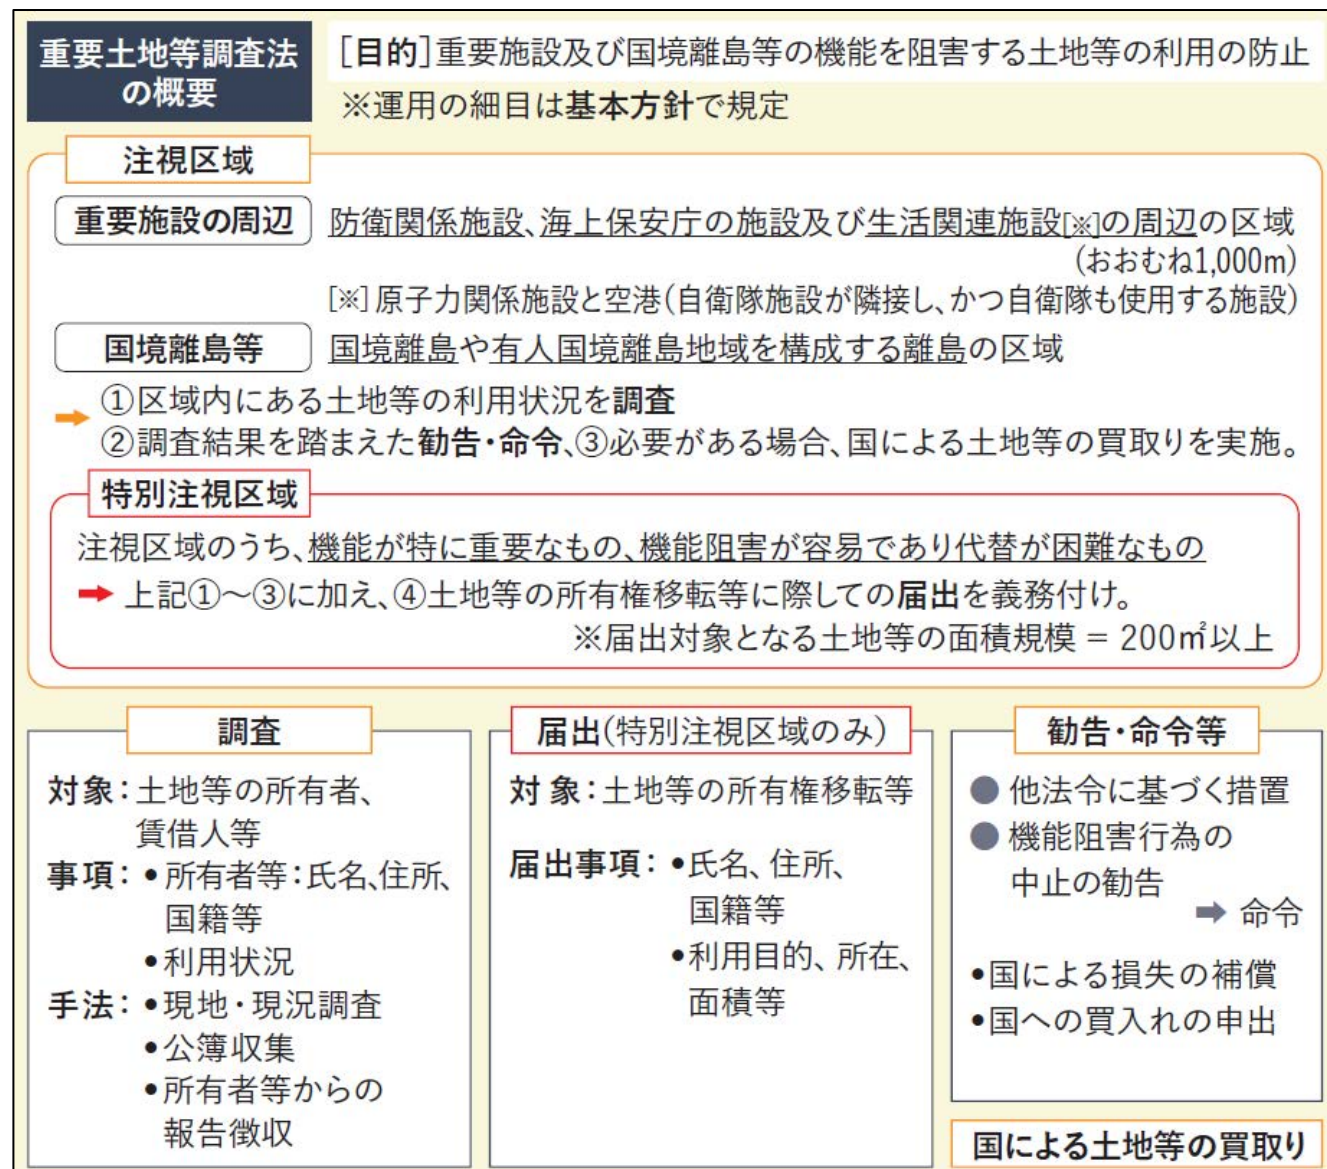 重要土地等調査法
の概要
［目的］重要施設及び国境離島等の機能を阻害する土地等の利用の防止
※運用の細目は基本方針で規定
注視区域
重要施設の周辺
防衛関係施設、海上保安庁の施設及び生活関連施設[※]の周辺の区域
（おおむね1,000m）
[※]原子力関係施設と空港（自衛隊施設が隣接し、かつ自衛隊も使用する施設）
国境離島等
国境離島や有人国境離島地域を構成する離島の区域
➡ ①区域内にある土地等の利用状況を調査
②調査結果を踏まえた勧告・命令、③必要がある場合、国による土地等の買取りを実施。
特別注視区域
注視区域のうち、機能が特に重要なもの、機能阻害が容易であり代替が困難なもの
➡ 上記①～③に加え、④土地等の所有権移転等に際しての届出を義務付け。
※届出対象となる土地等の面積規模 = 200㎡以上
調査
対象：土地等の所有者、
賃借人等
事項：●所有者等：氏名、住所、
国籍等
●利用状況
手法：●現地・現況調査
●公簿収集
●所有者等からの
報告徴収
届出（特別注視区域のみ）
対 象：土地等の所有権移転等
届出事項：●氏名、住所、
国籍等
●利用目的、所在、
面積等
勧告・命令等
● 他法令に基づく措置
● 機能阻害行為の
中止の勧告
➡ 命令
●国による損失の補償
●国への買入れの申出
国による土地等の買取り